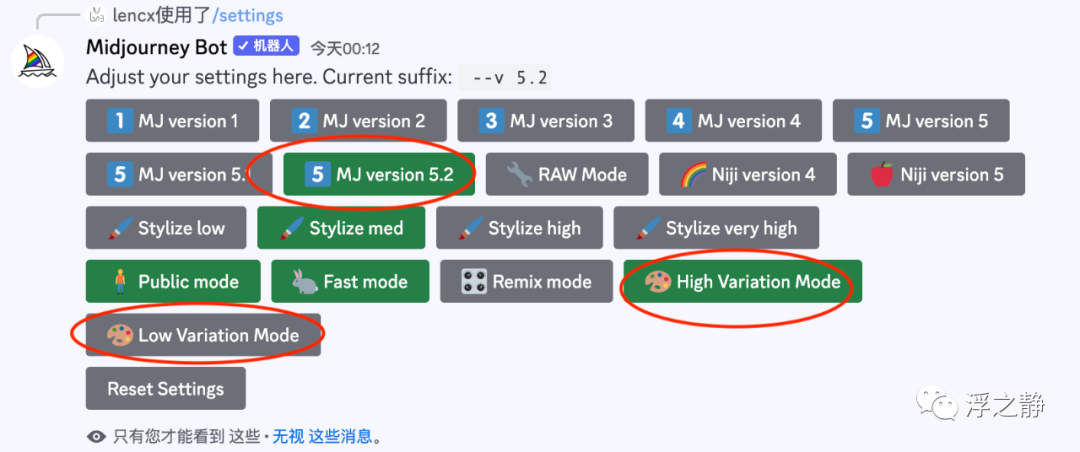 lencx使用了/settings
Midjourney Bot ✓ 机器人 今天00:12
Adjust your settings here. Current suffix: --v 5.2
1 MJ version 1 2 MJ version 2 3 MJ version 3 4 MJ version 4 5 MJ version 5
5 MJ version 5. 5 MJ version 5.2 RAW Mode Niji version 4 Niji version 5
Stylize low Stylize med Stylize high Stylize very high
Public mode Fast mode Remix mode High Variation Mode
Low Variation Mode
Reset Settings
只有您才能看到 这些 • 无视 这些消息。
浮之静